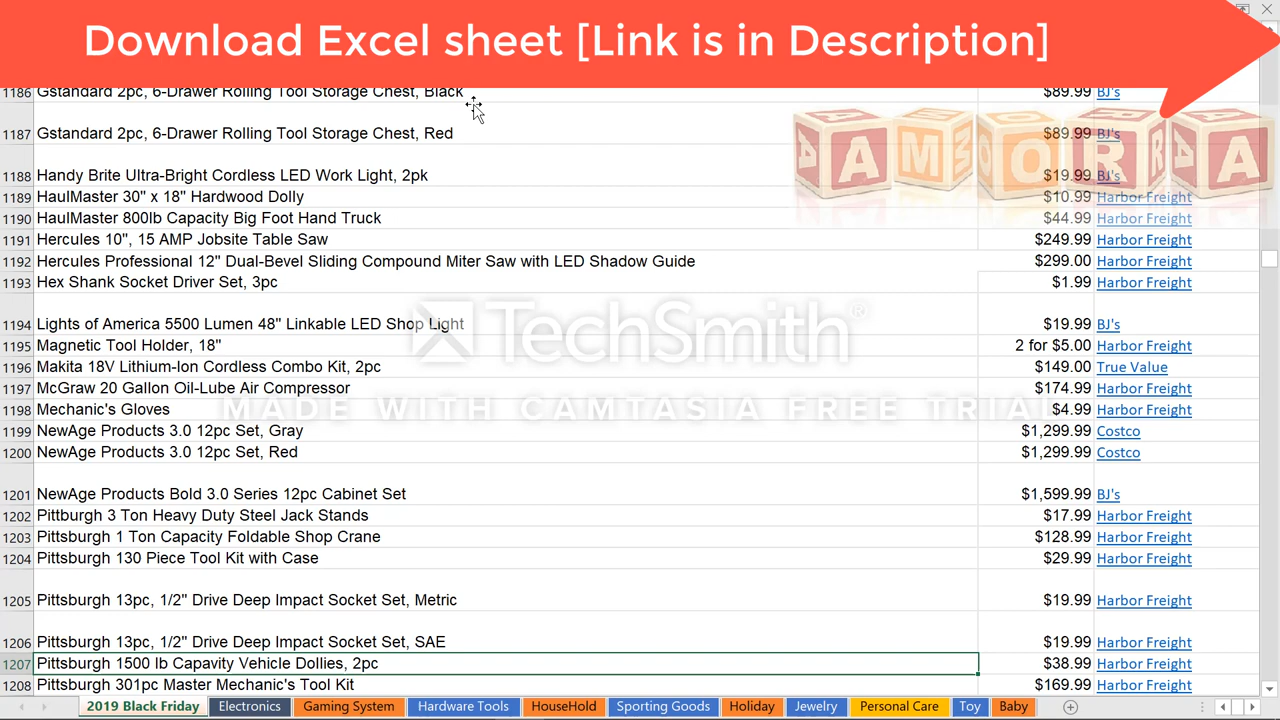 Download Excel sheet [Link is in Description]
1186 Gstandard 2pc, 6-Drawer Rolling Tool Storage Chest, Black $89.99 BJ's
1187 Gstandard 2pc, 6-Drawer Rolling Tool Storage Chest, Red $89.99 BJ's
AMSORRA
1188 Handy Brite Ultra-Bright Cordless LED Work Light, 2pk $19.99 BJ's
1189 HaulMaster 30" x 18" Hardwood Dolly $10.99 Harbor Freight
1190 HaulMaster 800lb Capacity Big Foot Hand Truck $44.99 Harbor Freight
1191 Hercules 10", 15 AMP Jobsite Table Saw $249.99 Harbor Freight
1192 Hercules Professional 12" Dual-Bevel Sliding Compound Miter Saw with LED Shadow Guide $299.00 Harbor Freight
1193 Hex Shank Socket Driver Set, 3pc $1.99 Harbor Freight
1194 Lights of America 5500 Lumen 48" Linkable LED Shop Light $19.99 BJ's
TechSmith®
1195 Magnetic Tool Holder, 18" 2 for $5.00 Harbor Freight
1196 Makita 18V Lithium-Ion Cordless Combo Kit, 2pc $149.00 True Value
1197 McGraw 20 Gallon Oil-Lube Air Compressor $174.99 Harbor Freight
1198 Mechanic's Gloves $4.99 Harbor Freight
MADE WITH CAMTASIA FREE TRIAL
1199 NewAge Products 3.0 12pc Set, Gray $1,299.99 Costco
1200 NewAge Products 3.0 12pc Set, Red $1,299.99 Costco
1201 NewAge Products Bold 3.0 Series 12pc Cabinet Set $1,599.99 BJ's
1202 Pittburgh 3 Ton Heavy Duty Steel Jack Stands $17.99 Harbor Freight
1203 Pittsburgh 1 Ton Capacity Foldable Shop Crane $128.99 Harbor Freight
1204 Pittsburgh 130 Piece Tool Kit with Case $29.99 Harbor Freight
1205 Pittsburgh 13pc, 1/2" Drive Deep Impact Socket Set, Metric $19.99 Harbor Freight
1206 Pittsburgh 13pc, 1/2" Drive Deep Impact Socket Set, SAE $19.99 Harbor Freight
1207 Pittsburgh 1500 lb Capavity Vehicle Dollies, 2pc $38.99 Harbor Freight
1208 Pittsburgh 301pc Master Mechanic's Tool Kit $169.99 Harbor Freight
2019 Black Friday Electronics Gaming System Hardware Tools HouseHold Sporting Goods Holiday Jewelry Personal Care Toy Baby